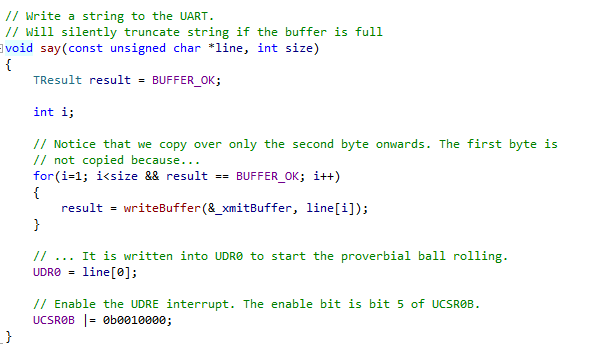 // Write a string to the UART.
// Will silently truncate string if the buffer is full
void say(const unsigned char *line, int size)
{
    TResult result = BUFFER_OK;

    int i;

    // Notice that we copy over only the second byte onwards. The first byte is
    // not copied because...
    for(i=1; i<size && result == BUFFER_OK; i++)
    {
        result = writeBuffer(&_xmitBuffer, line[i]);
    }

    // ... It is written into UDR0 to start the proverbial ball rolling.
    UDR0 = line[0];

    // Enable the UDRE interrupt. The enable bit is bit 5 of UCSR0B.
    UCSR0B |= 0b0010000;
}